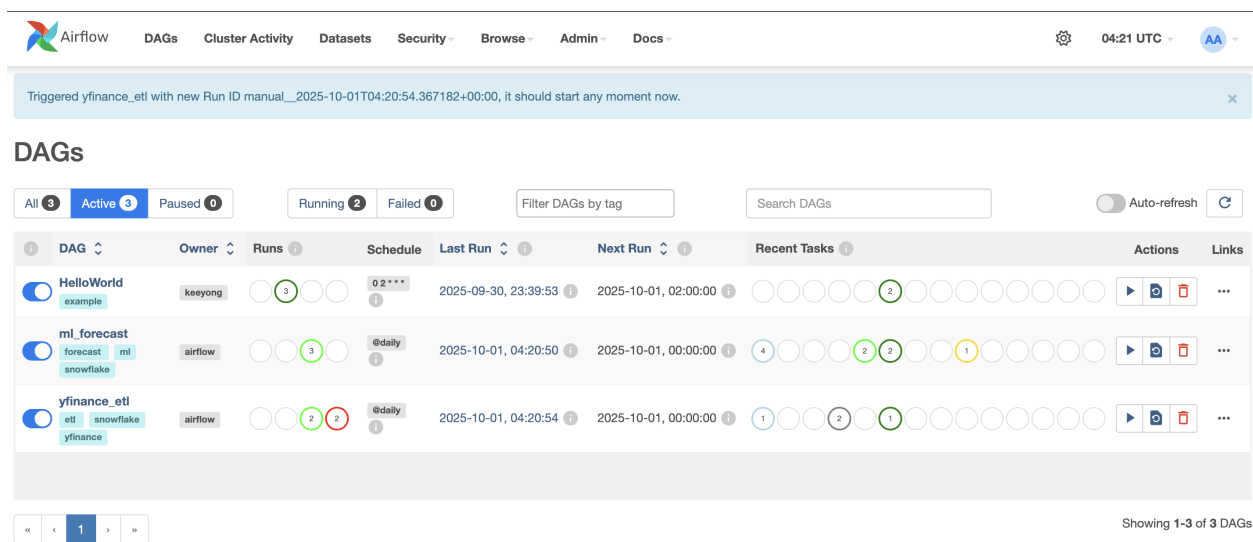 Airflow DAGs Cluster Activity Datasets Security Browse Admin Docs 04:21 UTC AA
Triggered yfinance_etl with new Run ID manual__2025-10-01T04:20:54.367182+00:00, it should start any moment now. ×
DAGs
All 3 Active 3 Paused 0 Running 2 Failed 0 Filter DAGs by tag Search DAGs Auto-refresh
DAG Owner Runs Schedule Last Run Next Run Recent Tasks Actions Links
HelloWorld
example
keeyong 3 0 2 * * * 2025-09-30, 23:39:53 2025-10-01, 02:00:00 2 ...
ml_forecast
forecast ml
snowflake
airflow 3 @daily 2025-10-01, 04:20:50 2025-10-01, 00:00:00 4 2 2 1 ...
yfinance_etl
etl snowflake
yfinance
airflow 2 2 @daily 2025-10-01, 04:20:54 2025-10-01, 00:00:00 1 2 1 ...
« ‹ 1 › » Showing 1-3 of 3 DAGs